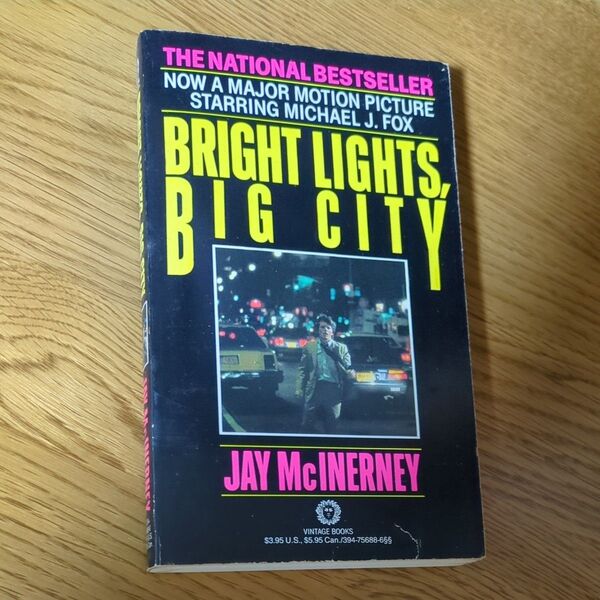 THE NATIONAL BESTSELLER
NOW A MAJOR MOTION PICTURE
STARRING MICHAEL J. FOX
BRIGHT LIGHTS,
BIG CITY
JAY McINERNEY
VINTAGE BOOKS
$3.95 U.S., $5.95 Can./394-75688-6§§